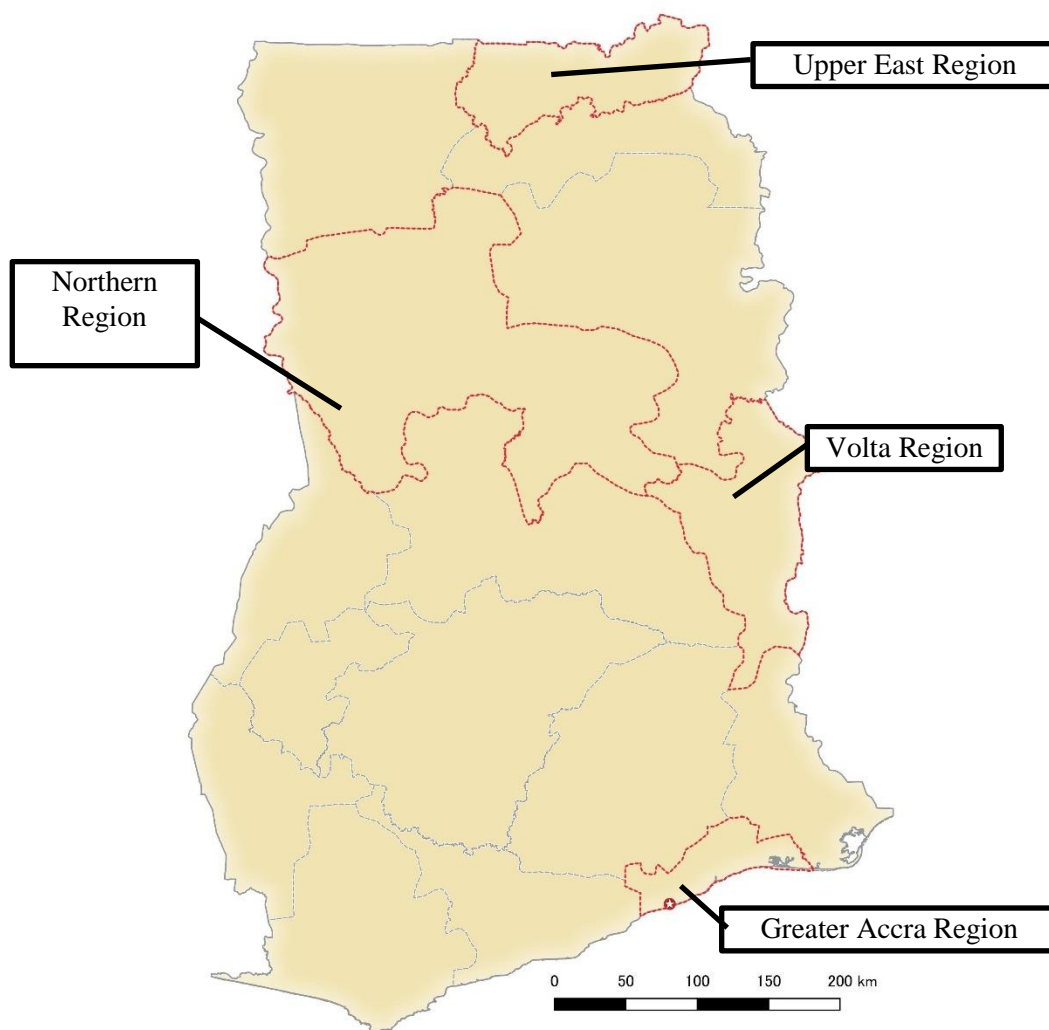 Upper East Region
Northern
Region
Volta Region
Greater Accra Region
0 50 100 150 200 km